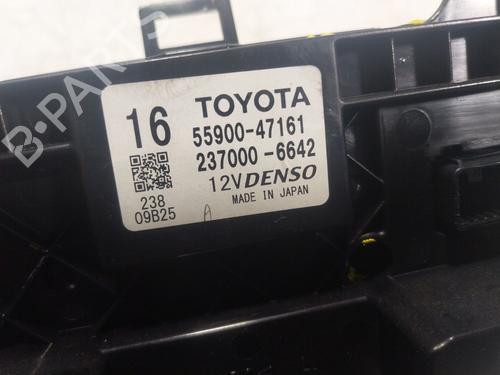 16 TOYOTA
55900-47161
237000-6642
12V DENSO
MADE IN JAPAN
238
09B25
A
B-PARTS